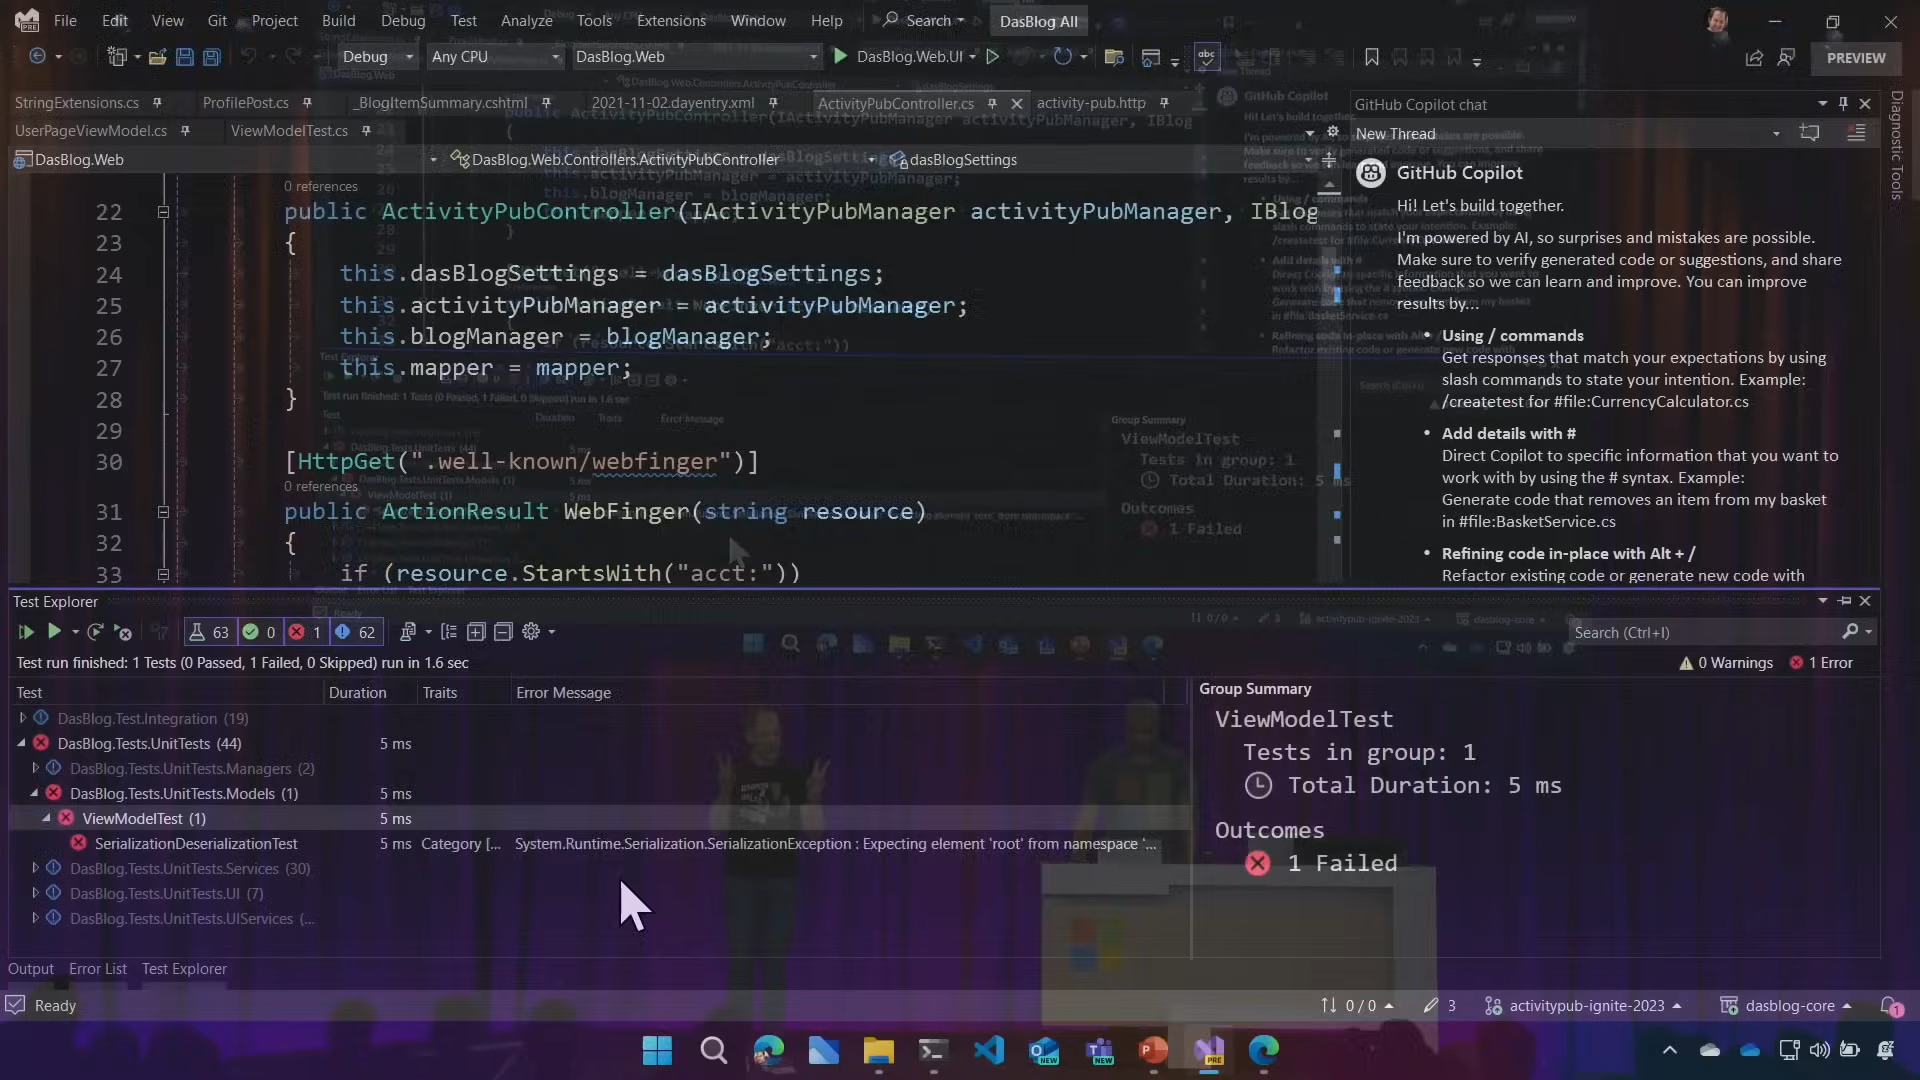 File Edit View Git Project Build Debug Test Analyze Tools Extensions Window Help Search DasBlog All
Debug Any CPU DasBlog.Web DasBlog.Web.UI abc PREVIEW
StringExtensions.cs ProfilePost.cs _BlogItemSummary.cshtml 2021-11-02.dayentry.xml ActivityPubController.cs activity-pub.http
UserPageViewModel.cs ViewModelTest.cs
DasBlog.Web DasBlog.Web.Controllers.ActivityPubController dasBlogSettings
0 references
22 public ActivityPubController(IActivityPubManager activityPubManager, IBlog
23 {
24 this.dasBlogSettings = dasBlogSettings;
25 this.activityPubManager = activityPubManager;
26 this.blogManager = blogManager;
27 this.mapper = mapper;
28 }
29
30 [HttpGet(".well-known/webfinger")]
0 references
31 public ActionResult WebFinger(string resource)
32 {
33 if (resource.StartsWith("acct:"))
GitHub Copilot chat
New Thread
GitHub Copilot
Hi! Let's build together.
I'm powered by AI, so surprises and mistakes are possible.
Make sure to verify generated code or suggestions, and share
feedback so we can learn and improve. You can improve
results by...
• Using / commands
Get responses that match your expectations by using
slash commands to state your intention. Example:
/createtest for #file:CurrencyCalculator.cs
• Add details with #
Direct Copilot to specific information that you want to
work with by using the # syntax. Example:
Generate code that removes an item from my basket
in #file:BasketService.cs
• Refining code in-place with Alt + /
Refactor existing code or generate new code with
Diagnostic Tools
Test Explorer
63 0 1 62 Search (Ctrl+I)
Test run finished: 1 Tests (0 Passed, 1 Failed, 0 Skipped) run in 1.6 sec 0 Warnings 1 Error
Test Duration Traits Error Message
DasBlog.Test.Integration (19)
DasBlog.Tests.UnitTests (44) 5 ms
DasBlog.Tests.UnitTests.Managers (2)
DasBlog.Tests.UnitTests.Models (1) 5 ms
ViewModelTest (1) 5 ms
SerializationDeserializationTest 5 ms Category [... System.Runtime.Serialization.SerializationException : Expecting element 'root' from namespace '...
DasBlog.Tests.UnitTests.Services (30)
DasBlog.Tests.UnitTests.UI (7)
DasBlog.Tests.UnitTests.UIServices (...
Group Summary
ViewModelTest
Tests in group: 1
Total Duration: 5 ms
Outcomes
1 Failed
Output Error List Test Explorer
Ready 0 / 0 3 activitypub-ignite-2023 dasblog-core 1